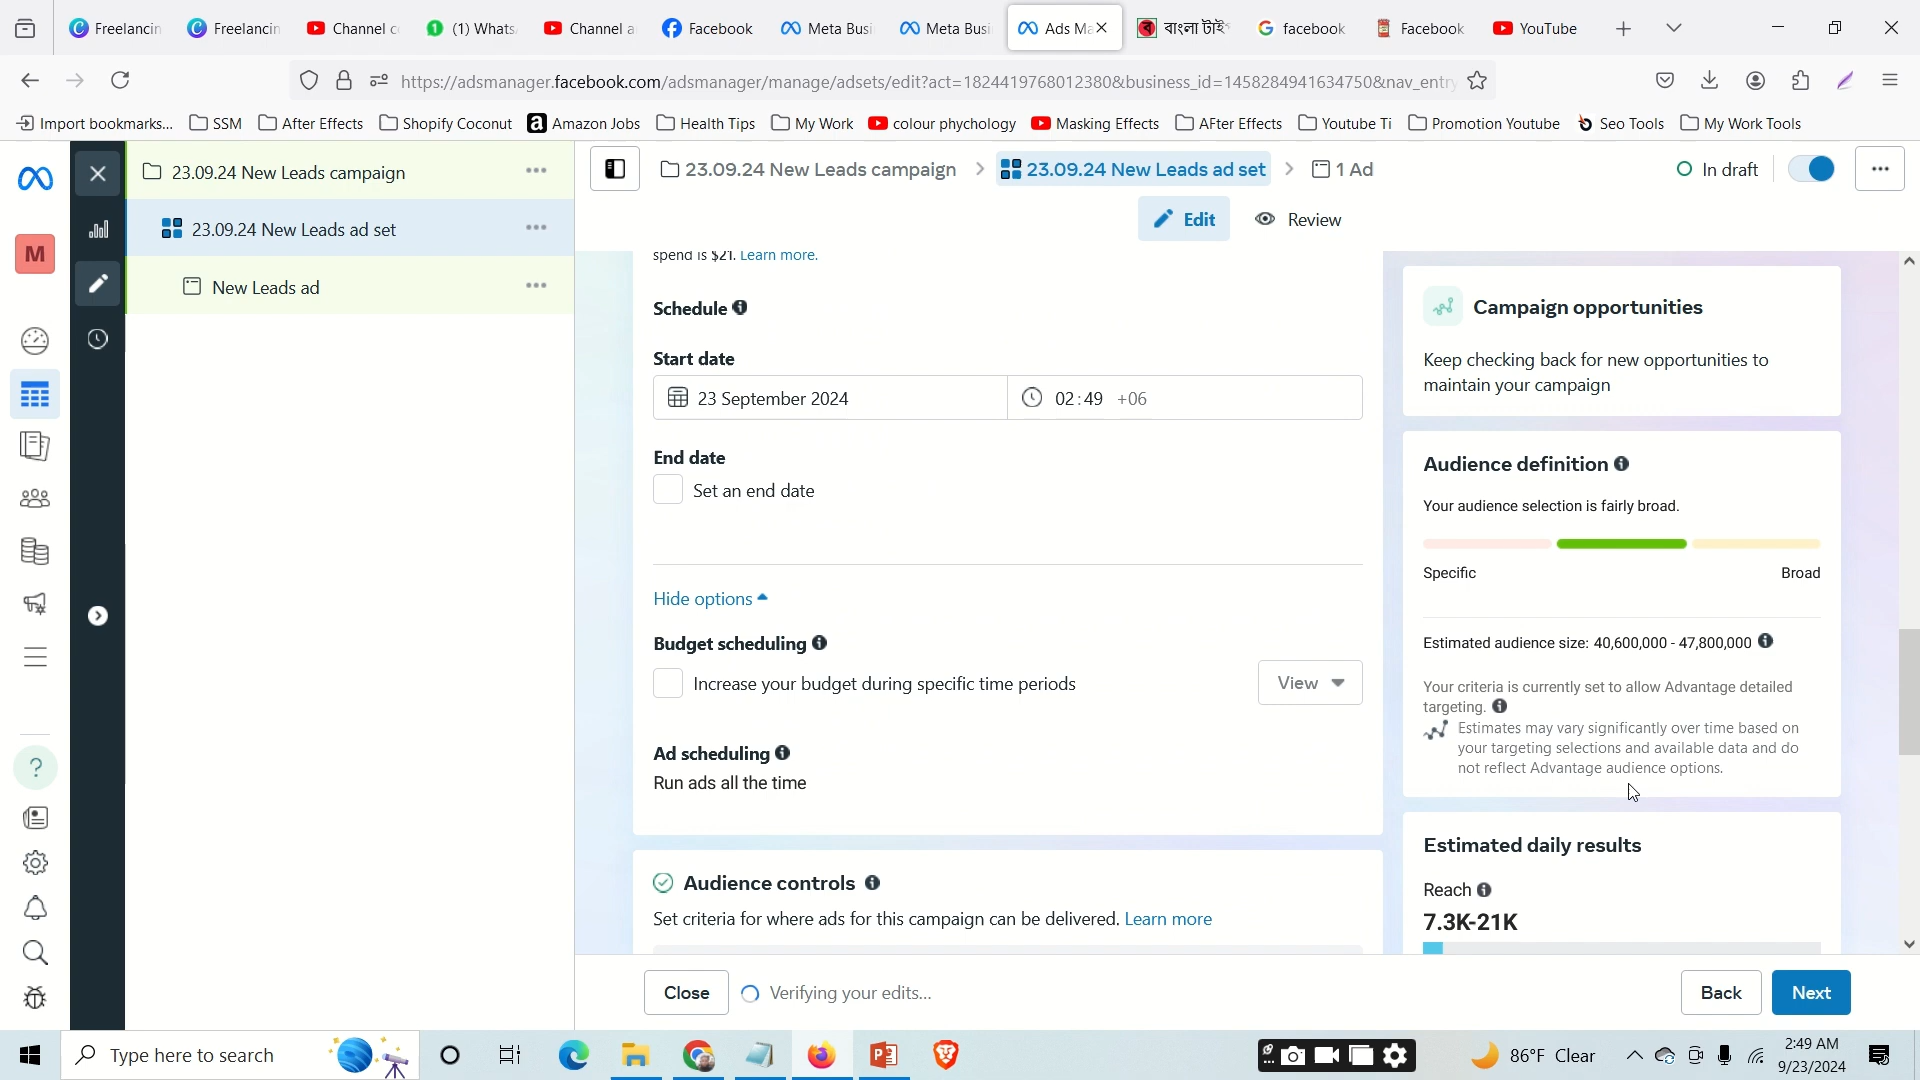 Freelancin
Freelancin
Channel co
(1) Whats
Channel a
Facebook
Meta Busi
Meta Busi
Ads Ma
বাংলা টাই
facebook
Facebook
YouTube
https://adsmanager.facebook.com/adsmanager/manage/adsets/edit?act=1824419768012380&business_id=1458284941634750&nav_entry
Import bookmarks...
SSM
After Effects
Shopify Coconut
Amazon Jobs
Health Tips
My Work
colour phychology
Masking Effects
AFter Effects
Youtube Ti
Promotion Youtube
Seo Tools
My Work Tools
M
23.09.24 New Leads campaign
23.09.24 New Leads ad set
New Leads ad
23.09.24 New Leads campaign
23.09.24 New Leads ad set
1 Ad
In draft
Edit
Review
spend is $21. Learn more.
Schedule
Start date
23 September 2024
02:49 +06
End date
Set an end date
Hide options
Budget scheduling
Increase your budget during specific time periods
View
Ad scheduling
Run ads all the time
Audience controls
Set criteria for where ads for this campaign can be delivered. Learn more
Campaign opportunities
Keep checking back for new opportunities to
maintain your campaign
Audience definition
Your audience selection is fairly broad.
Specific
Broad
Estimated audience size: 40,600,000 - 47,800,000
Your criteria is currently set to allow Advantage detailed
targeting.
Estimates may vary significantly over time based on
your targeting selections and available data and do
not reflect Advantage audience options.
Estimated daily results
Reach
7.3K-21K
Close
Verifying your edits...
Back
Next
Type here to search
86°F Clear
2:49 AM
9/23/2024